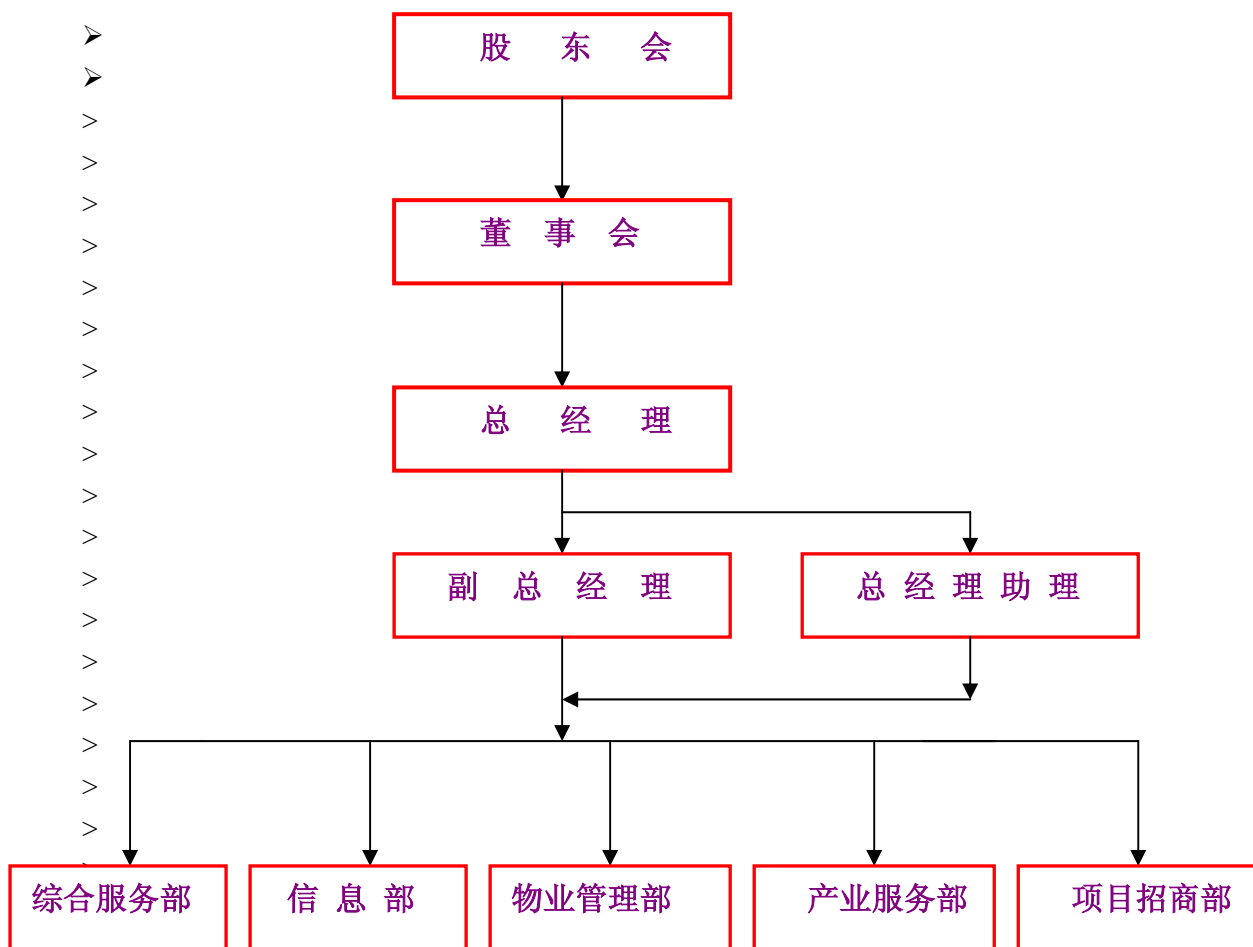 股 东 会
董 事 会
总 经 理
副 总 经 理
总 经 理 助 理
综合服务部
信 息 部
物业管理部
产业服务部
项目招商部